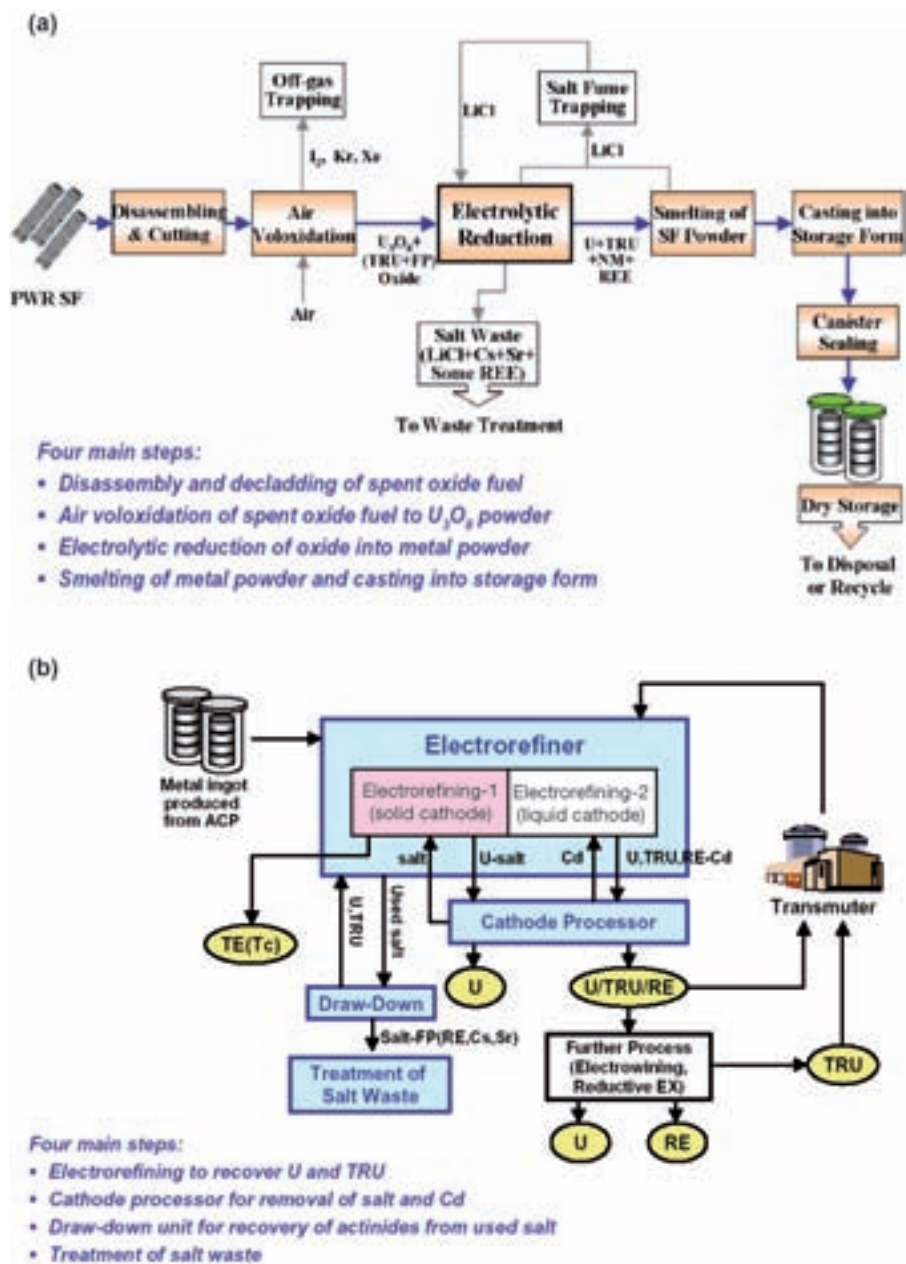 (a)
Off-gas
Trapping
I2, Kr, Xe
LiCl
Salt Fume
Trapping
LiCl
PWR SF
Disassembling
& Cutting
Air
Voloxidation
Air
U3O8+
(TRU+FP)
Oxide
Electrolytic
Reduction
U+TRU
+NM+
REE
Smelting of
SF Powder
Casting into
Storage Form
Salt Waste
(LiCl+Cs+Sr+
Some REE)
To Waste Treatment
Canister
Sealing
Dry Storage
To Disposal
or Recycle
Four main steps:
• Disassembly and decladding of spent oxide fuel
• Air voloxidation of spent oxide fuel to U3O8 powder
• Electrolytic reduction of oxide into metal powder
• Smelting of metal powder and casting into storage form
(b)
Metal ingot
produced
from ACP
Electrorefiner
Electrorefining-1
(solid cathode)
Electrorefining-2
(liquid cathode)
salt
U-salt
Cd
U,TRU,RE-Cd
Transmuter
U,TRU
Used salt
Cathode Processor
TE(Tc)
U
U/TRU/RE
Draw-Down
Salt-FP(RE,Cs,Sr)
Treatment of
Salt Waste
Further Process
(Electrowining,
Reductive EX)
TRU
U
RE
Four main steps:
• Electrorefining to recover U and TRU
• Cathode processor for removal of salt and Cd
• Draw-down unit for recovery of actinides from used salt
• Treatment of salt waste